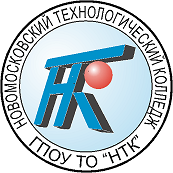 НОВОМОСКОВСКИЙ ТЕХНОЛОГИЧЕСКИЙ КОЛЛЕДЖ
НТК
ГПОУ ТО "НТК"